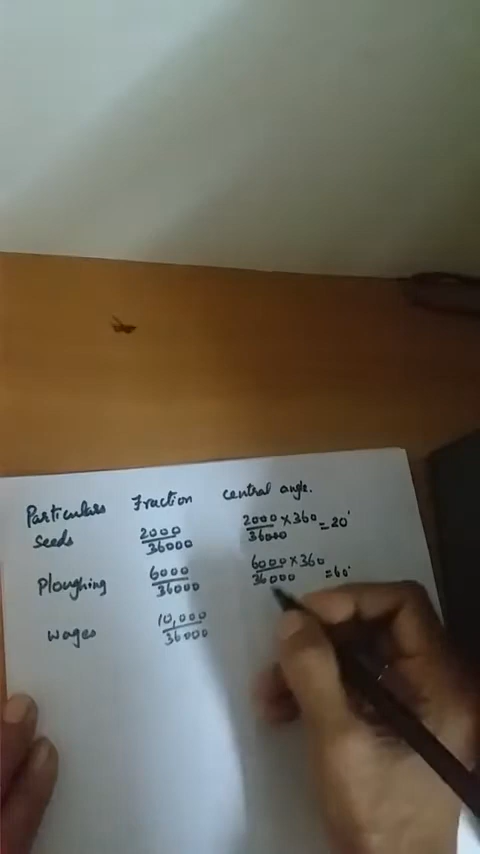 Particulars Fraction central angle.
Seeds 2000/36000 2000/36000 × 360 = 20°
Ploughing 6000/36000 6000/36000 × 360 = 60°
Wages 10,000/36000